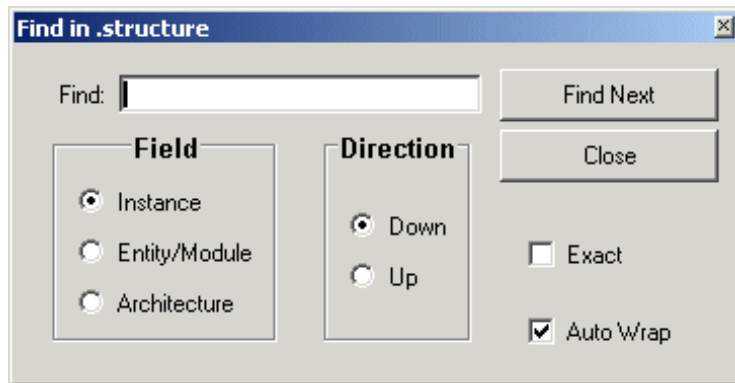 Find in .structure
Find:
Find Next
Close
Field
Instance
Entity/Module
Architecture
Direction
Down
Up
Exact
Auto Wrap